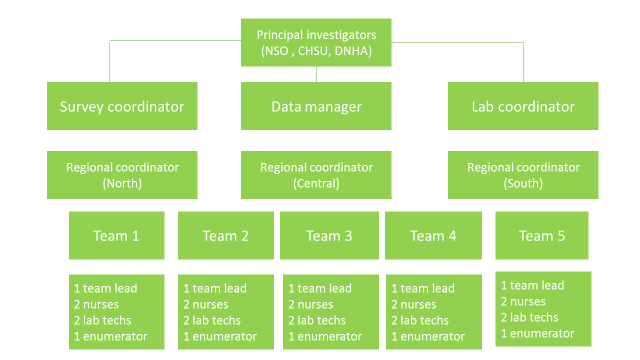 Principal investigators
(NSO , CHSU, DNHA)
Survey coordinator
Data manager
Lab coordinator
Regional coordinator
(North)
Regional coordinator
(Central)
Regional coordinator
(South)
Team 1
Team 2
Team 3
Team 4
Team 5
1 team lead
2 nurses
2 lab techs
1 enumerator
1 team lead
2 nurses
2 lab techs
1 enumerator
1 team lead
2 nurses
2 lab techs
1 enumerator
1 team lead
2 nurses
2 lab techs
1 enumerator
1 team lead
2 nurses
2 lab techs
1 enumerator